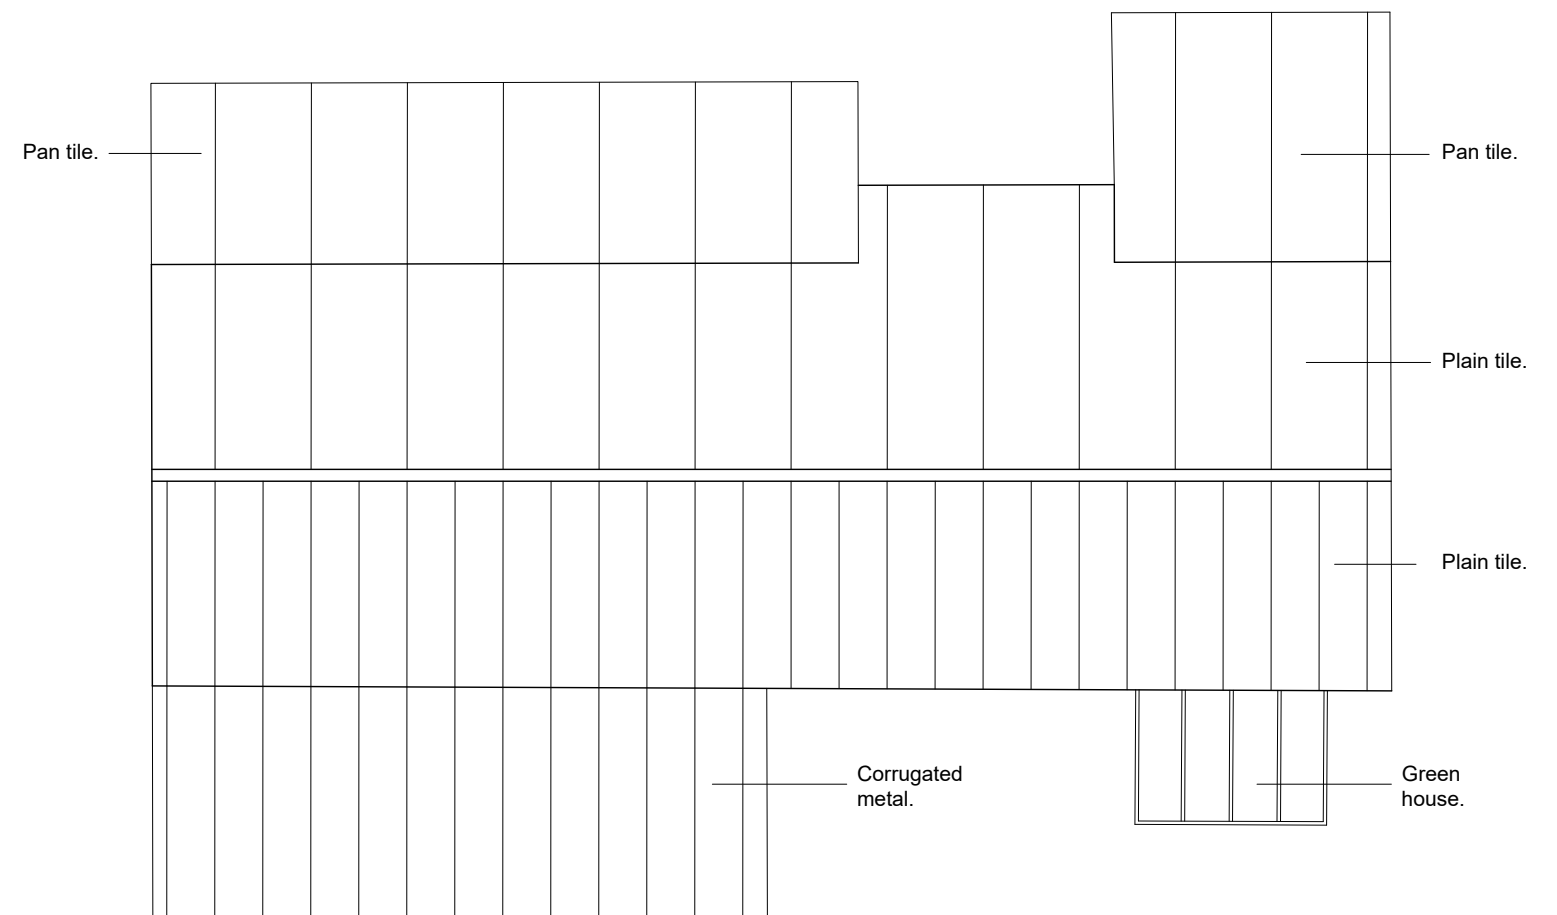 Pan tile.
Pan tile.
Plain tile.
Plain tile.
Corrugated
metal.
Green
house.